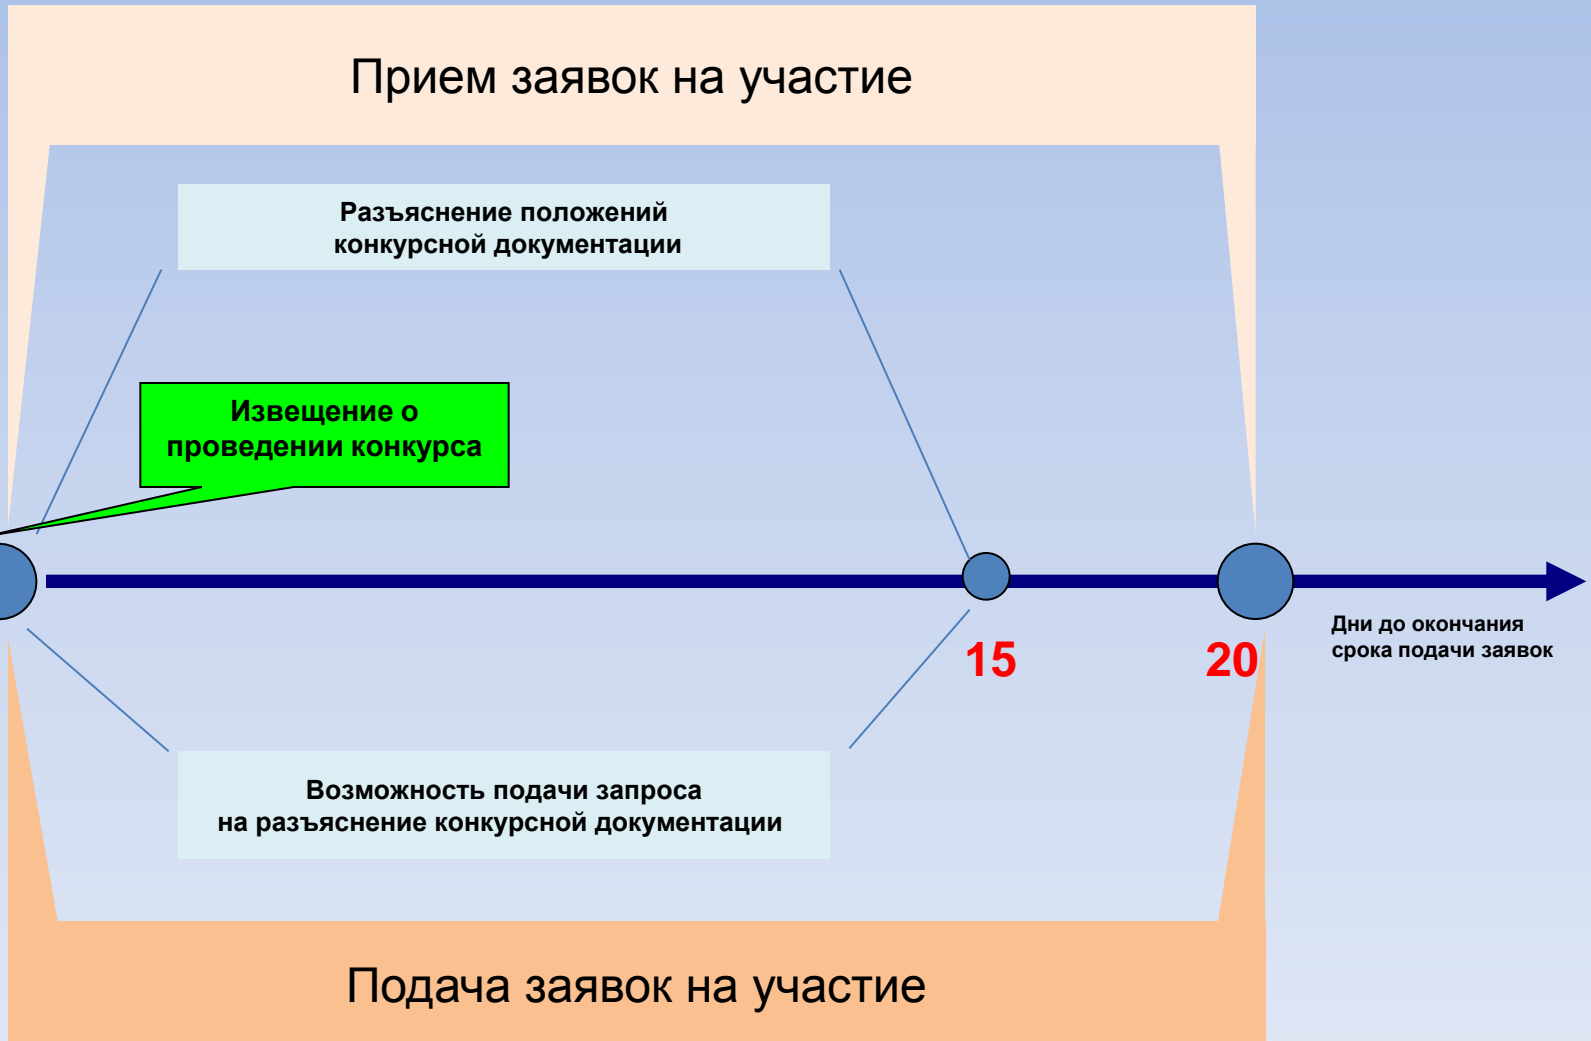 Прием заявок на участие
Разъяснение положений
конкурсной документации
Извещение о
проведении конкурса
15
20
Дни до окончания
срока подачи заявок
Возможность подачи запроса
на разъяснение конкурсной документации
Подача заявок на участие